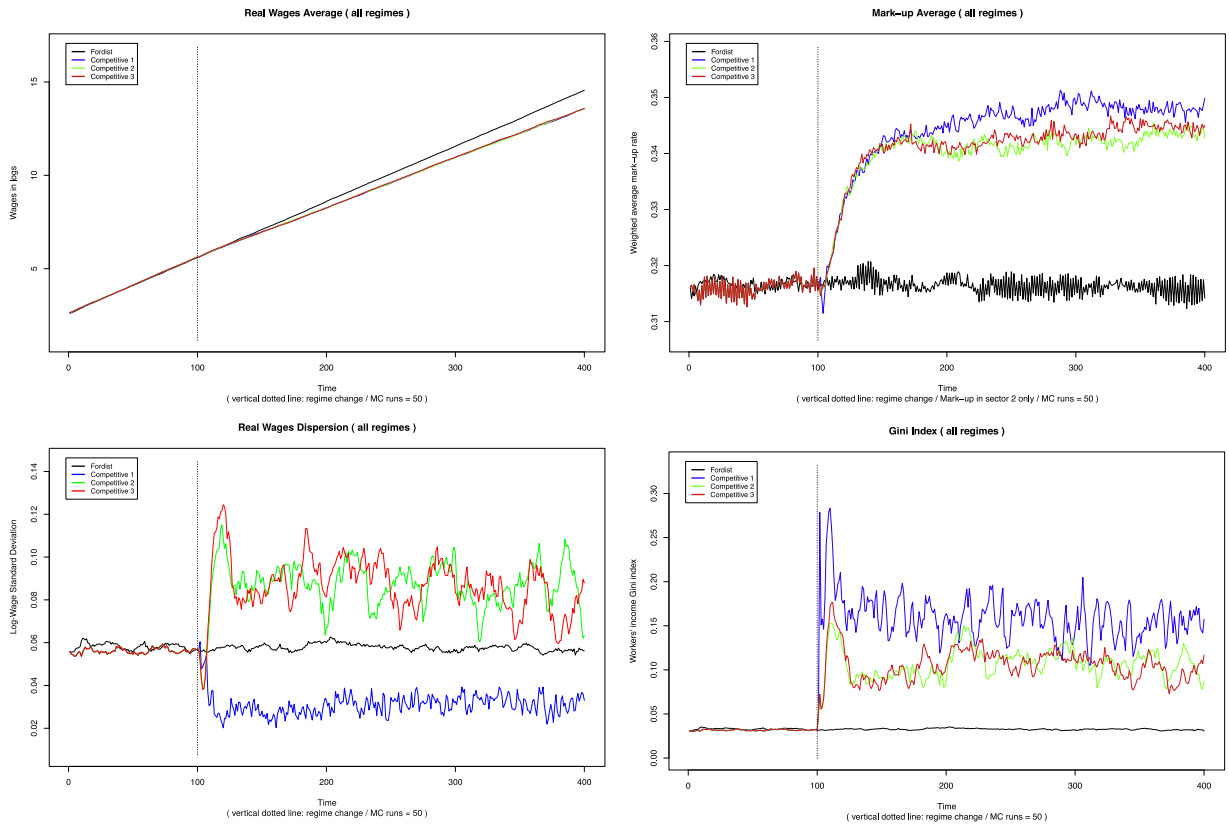 Real Wages Average ( all regimes )
Fordist
Competitive 1
Competitive 2
Competitive 3
Wages in logs
15
10
5
0
100
200
300
400
Time
( vertical dotted line: regime change / MC runs = 50 )
Mark−up Average ( all regimes )
Fordist
Competitive 1
Competitive 2
Competitive 3
Weighted average mark−up rate
0.36
0.35
0.34
0.33
0.32
0.31
0
100
200
300
400
Time
( vertical dotted line: regime change / Mark−up in sector 2 only / MC runs = 50 )
Real Wages Dispersion ( all regimes )
Fordist
Competitive 1
Competitive 2
Competitive 3
Log−Wage Standard Deviation
0.14
0.12
0.10
0.08
0.06
0.04
0.02
0
100
200
300
400
Time
( vertical dotted line: regime change / MC runs = 50 )
Gini Index ( all regimes )
Fordist
Competitive 1
Competitive 2
Competitive 3
Workers' income Gini index
0.30
0.25
0.20
0.15
0.10
0.05
0.00
0
100
200
300
400
Time
( vertical dotted line: regime change / MC runs = 50 )